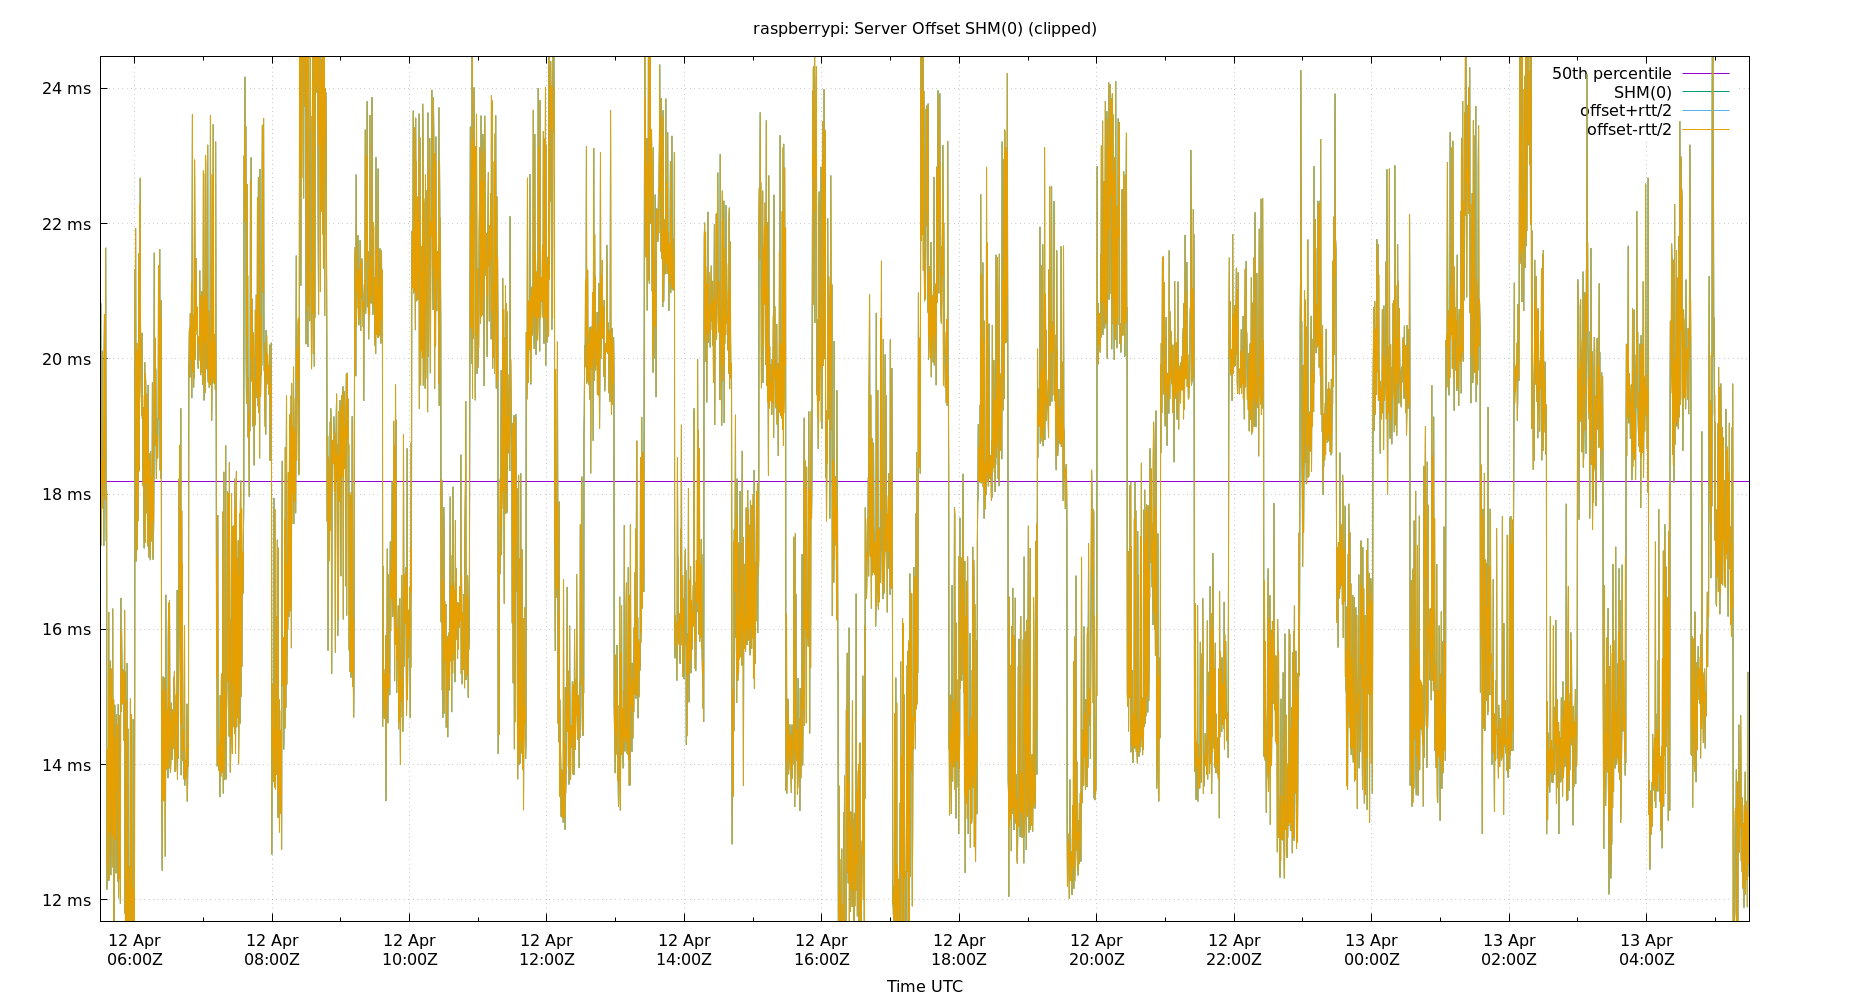 raspberrypi: Server Offset SHM(0) (clipped)
50th percentile
SHM(0)
offset+rtt/2
offset-rtt/2
24 ms
22 ms
20 ms
18 ms
16 ms
14 ms
12 ms
12 Apr 12 Apr 12 Apr 12 Apr 12 Apr 12 Apr 12 Apr 12 Apr 12 Apr 13 Apr 13 Apr 13 Apr
06:00Z 08:00Z 10:00Z 12:00Z 14:00Z 16:00Z 18:00Z 20:00Z 22:00Z 00:00Z 02:00Z 04:00Z
Time UTC